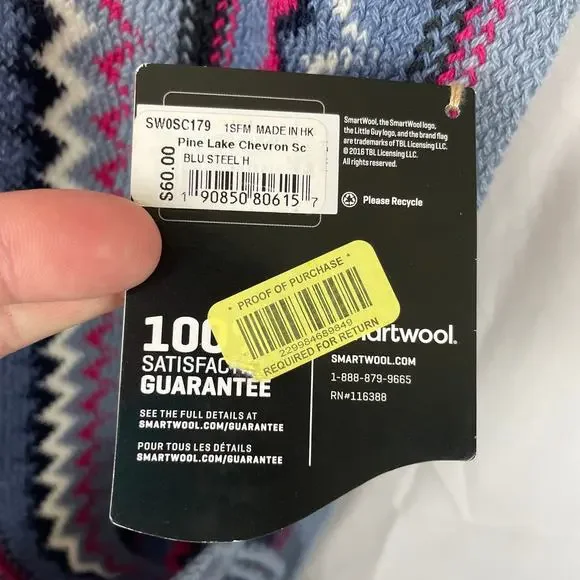 SW0SC179 1SFM MADE IN HK
Pine Lake Chevron Sc
BLU STEEL H
$60.00
1 90850 80615 7
SmartWool, the SmartWool logo,
the Little Guy logo, and the brand flag
are trademarks of TBL Licensing LLC.
© 2016 TBL Licensing LLC.
All rights reserved.
Please Recycle
* PROOF OF PURCHASE *
229984689849
REQUIRED FOR RETURN
100
SATISFAC
GUARANTEE
SEE THE FULL DETAILS AT
SMARTWOOL.COM/GUARANTEE
POUR TOUS LES DÉTAILS
SMARTWOOL.COM/GUARANTEE
martwool.
SMARTWOOL.COM
1-888-879-9665
RN#116388